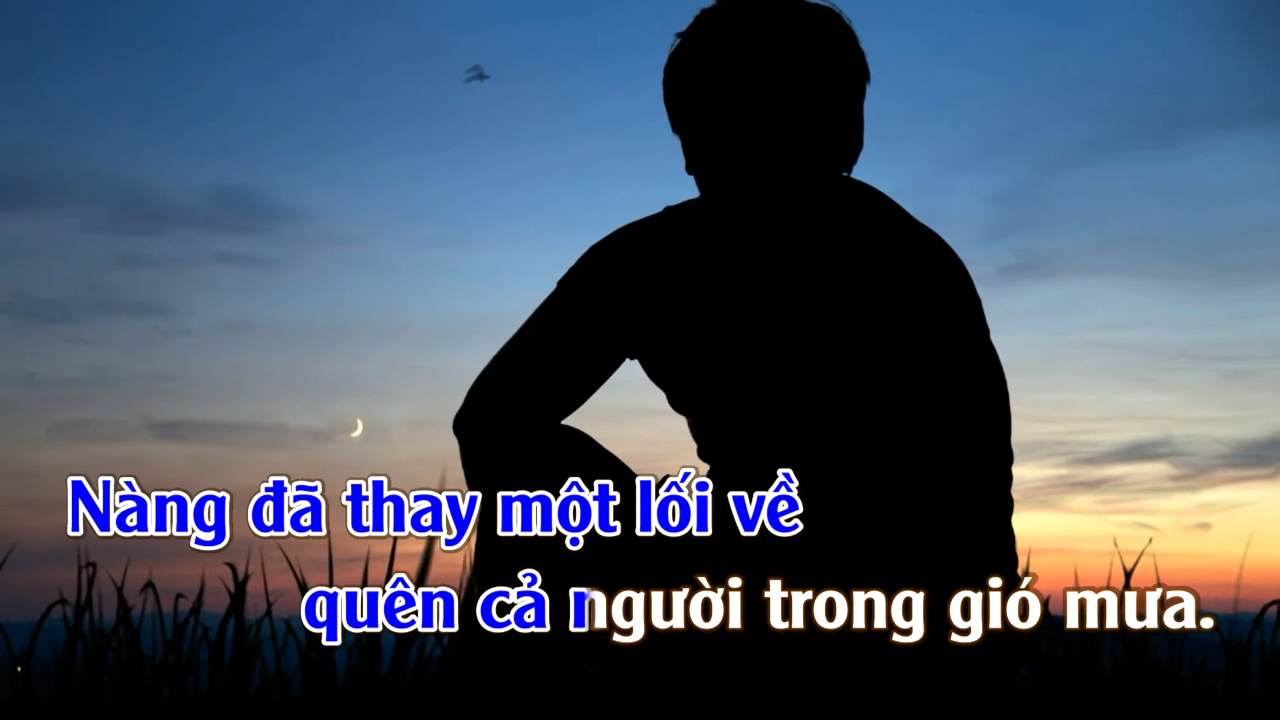 Nàng đã thay một lối về
quên cả người trong gió mưa.